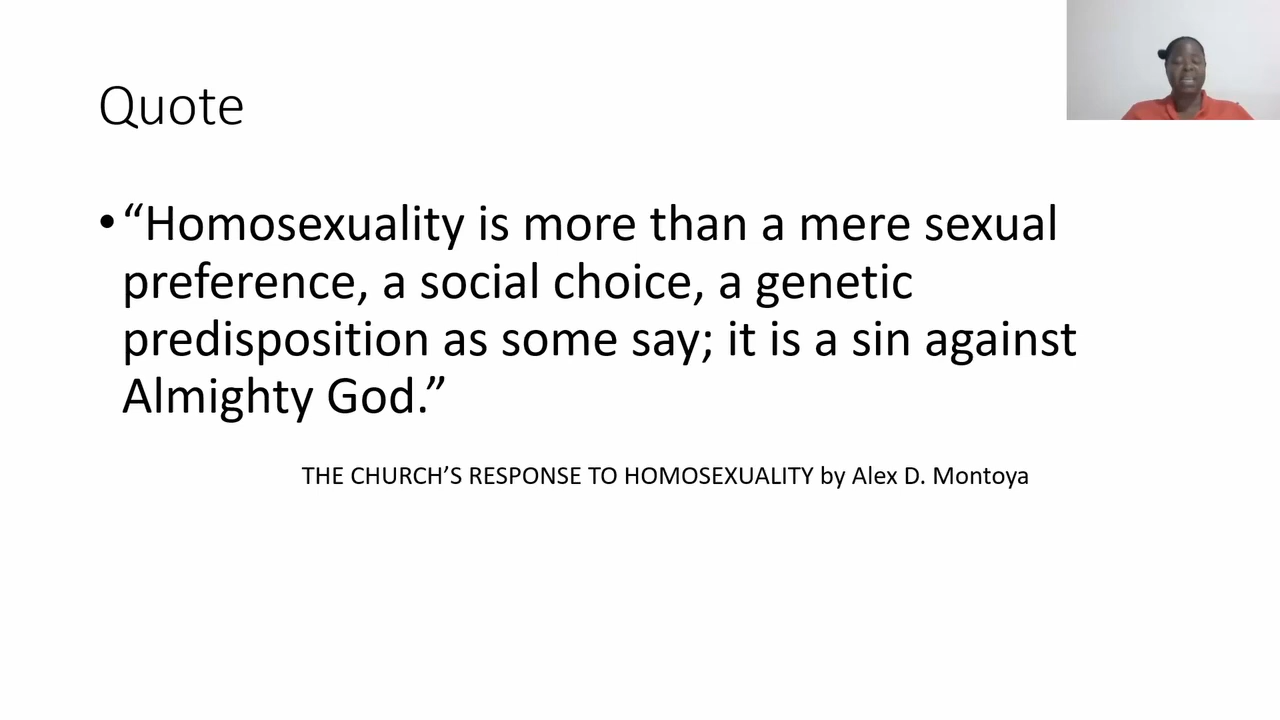 Quote
• “Homosexuality is more than a mere sexual
preference, a social choice, a genetic
predisposition as some say; it is a sin against
Almighty God.”
THE CHURCH’S RESPONSE TO HOMOSEXUALITY by Alex D. Montoya